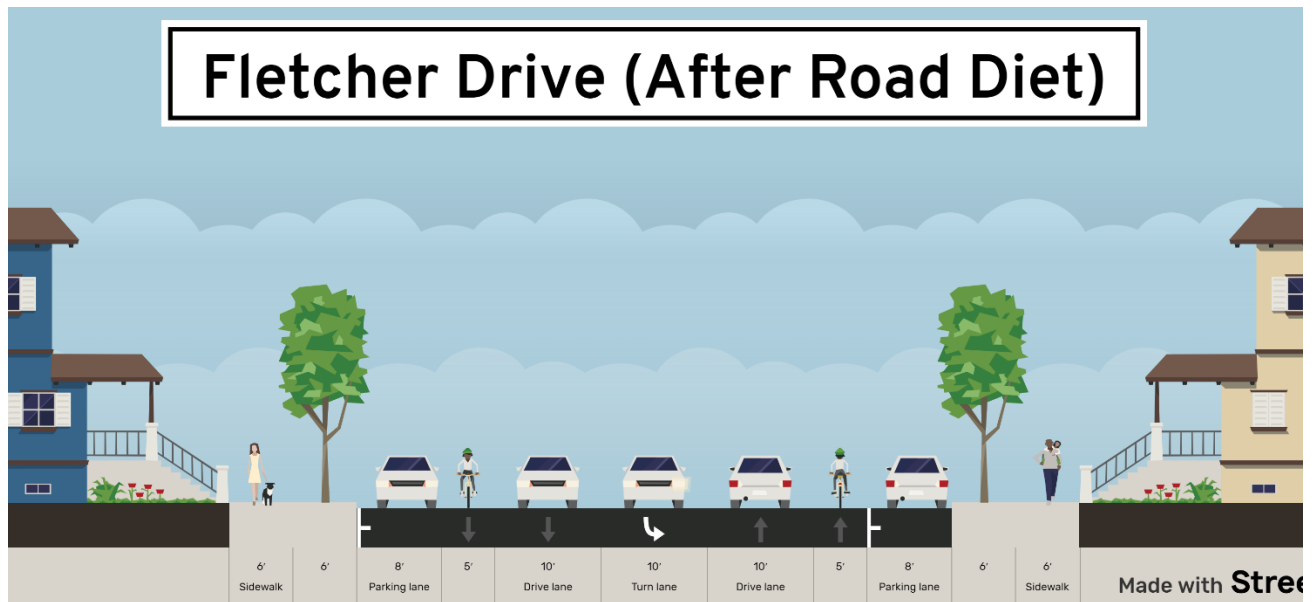 Fletcher Drive (After Road Diet)
6' 6' 8' 5' 10' 10' 10' 5' 8' 6' 6'
Sidewalk Parking lane Drive lane Turn lane Drive lane Parking lane Sidewalk
Made with Stree